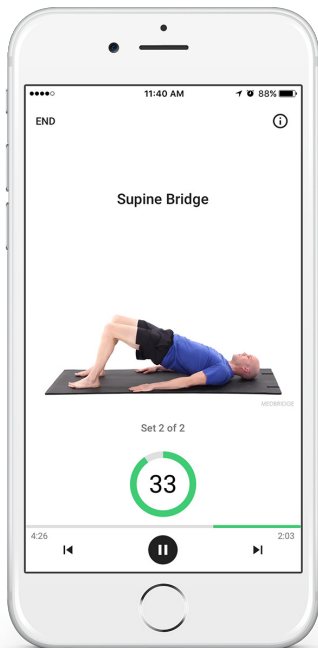 11:40 AM 88%
END
Supine Bridge
MEDBRIDGE
Set 2 of 2
33
4:26 2:03